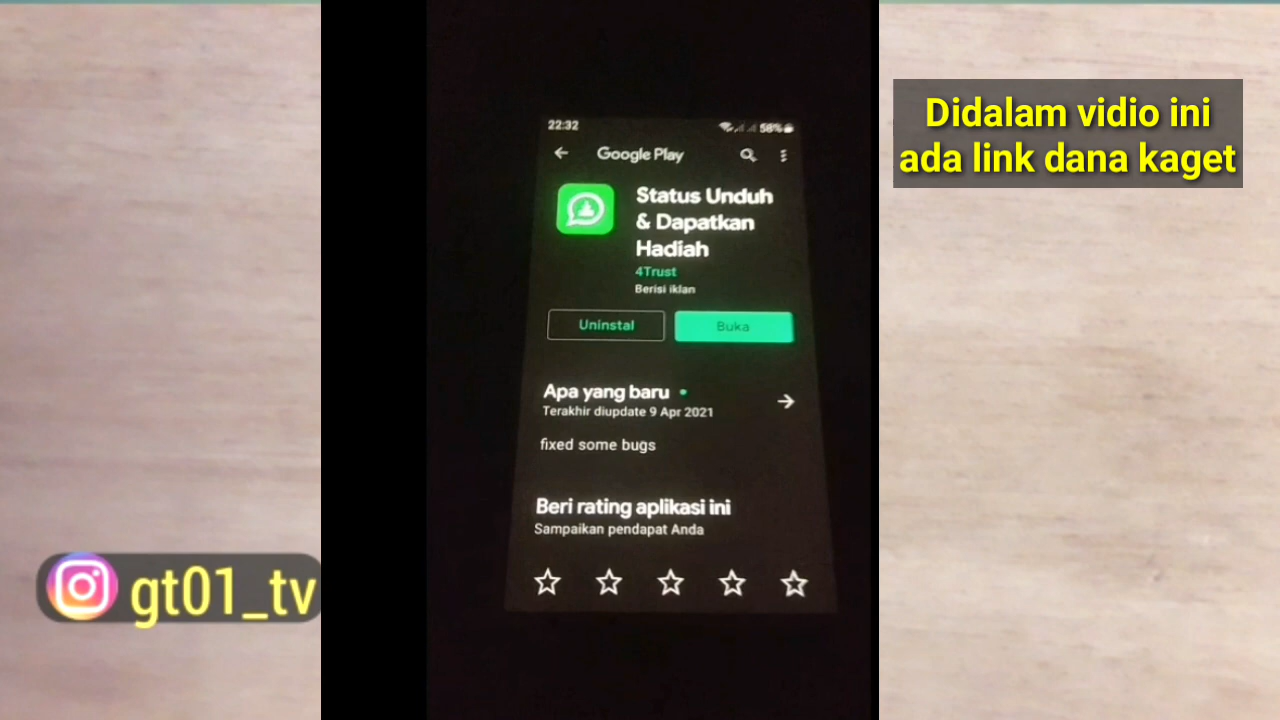 Didalam vidio ini
ada link dana kaget
22:32
58%
Google Play
Status Unduh
& Dapatkan
Hadiah
4Trust
Berisi iklan
Uninstal
Buka
Apa yang baru
Terakhir diupdate 9 Apr 2021
fixed some bugs
Beri rating aplikasi ini
Sampaikan pendapat Anda
gt01_tv